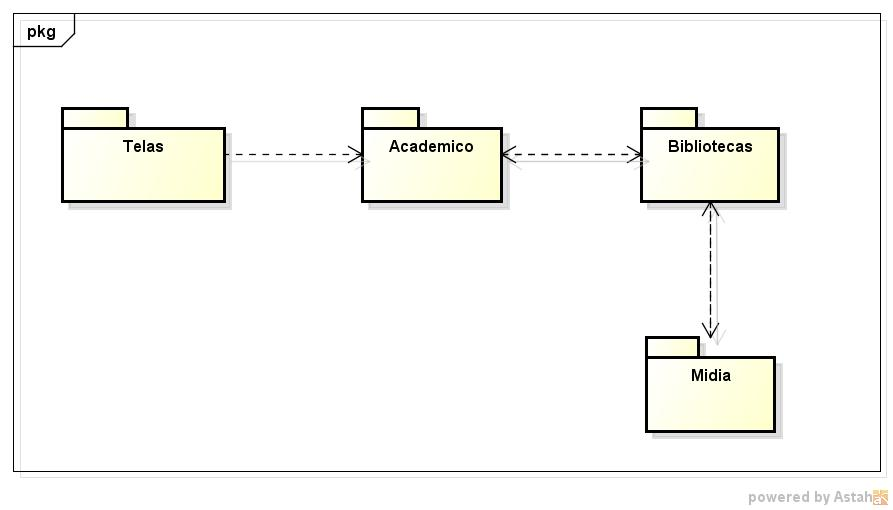 pkg
Telas
Academico
Bibliotecas
Midia
powered by Astah